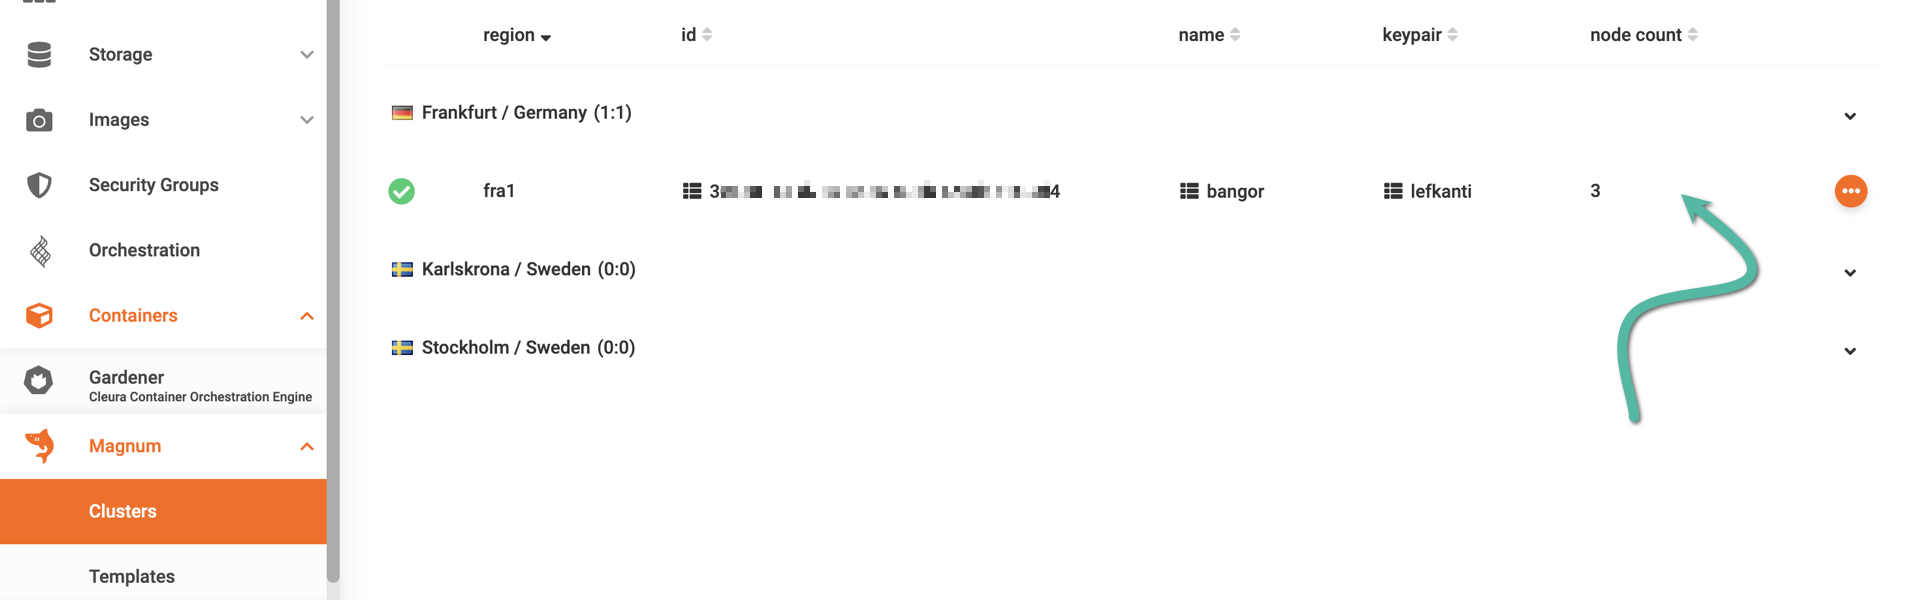 Storage
Images
Security Groups
Orchestration
Containers
Gardener
Cleura Container Orchestration Engine
Magnum
Clusters
Templates
region id name keypair node count
Frankfurt / Germany (1:1)
fra1 3 4 bangor lefkanti 3
Karlskrona / Sweden (0:0)
Stockholm / Sweden (0:0)